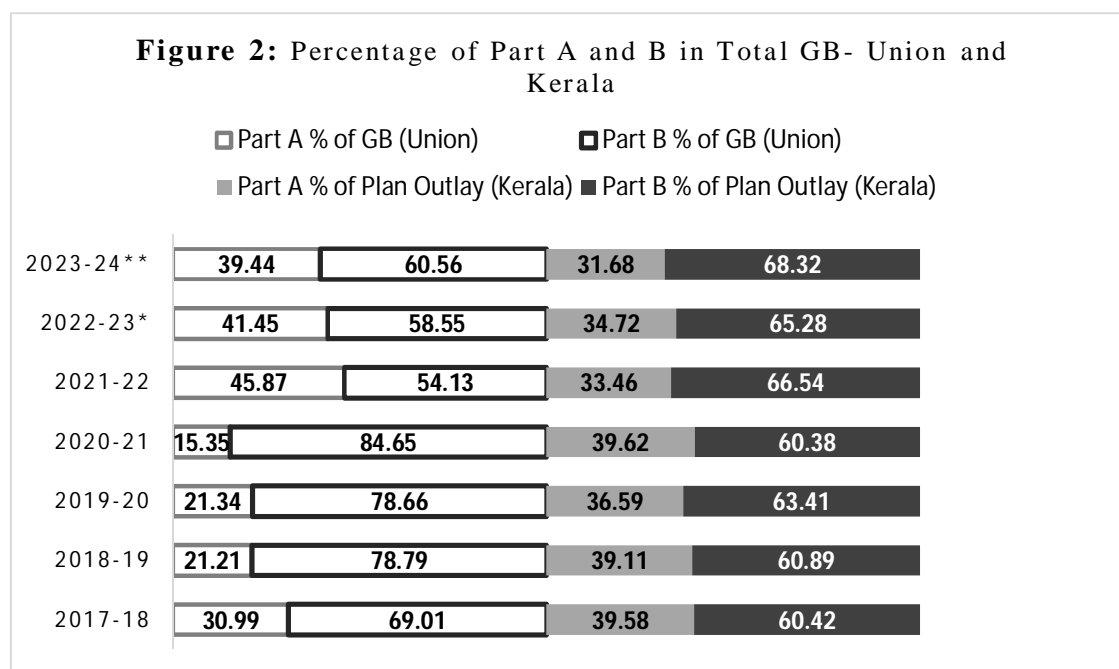 Figure 2: Percentage of Part A and B in Total GB- Union and
Kerala
Part A % of GB (Union) Part B % of GB (Union)
Part A % of Plan Outlay (Kerala) Part B % of Plan Outlay (Kerala)
2023-24** 39.44 60.56 31.68 68.32
2022-23* 41.45 58.55 34.72 65.28
2021-22 45.87 54.13 33.46 66.54
2020-21 15.35 84.65 39.62 60.38
2019-20 21.34 78.66 36.59 63.41
2018-19 21.21 78.79 39.11 60.89
2017-18 30.99 69.01 39.58 60.42